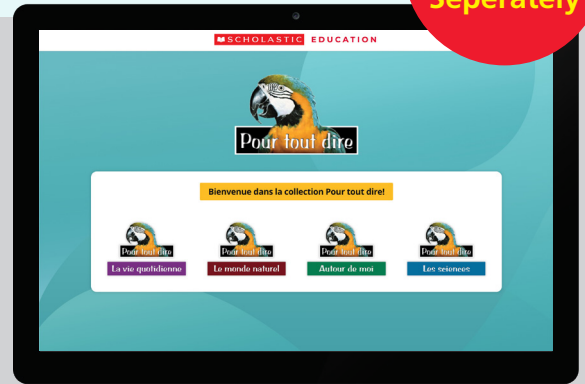 Seperately
SCHOLASTIC EDUCATION
Pour tout dire
Bienvenue dans la collection Pour tout dire!
Pour tout dire
La vie quotidienne
Pour tout dire
Le monde naturel
Pour tout dire
Autour de moi
Pour tout dire
Les sciences